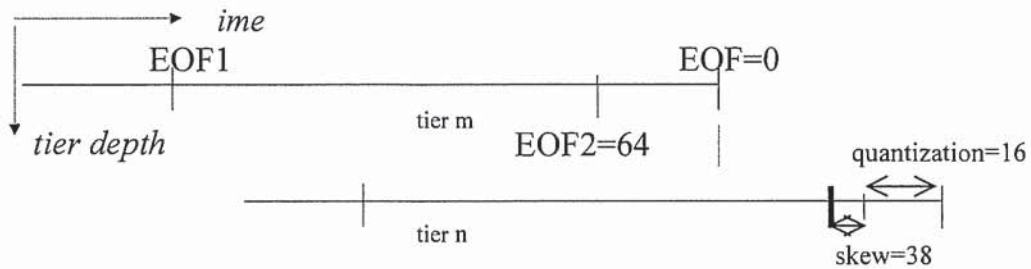 ime
EOF1
EOF=0
tier m
tier depth
EOF2=64
quantization=16
tier n
skew=38